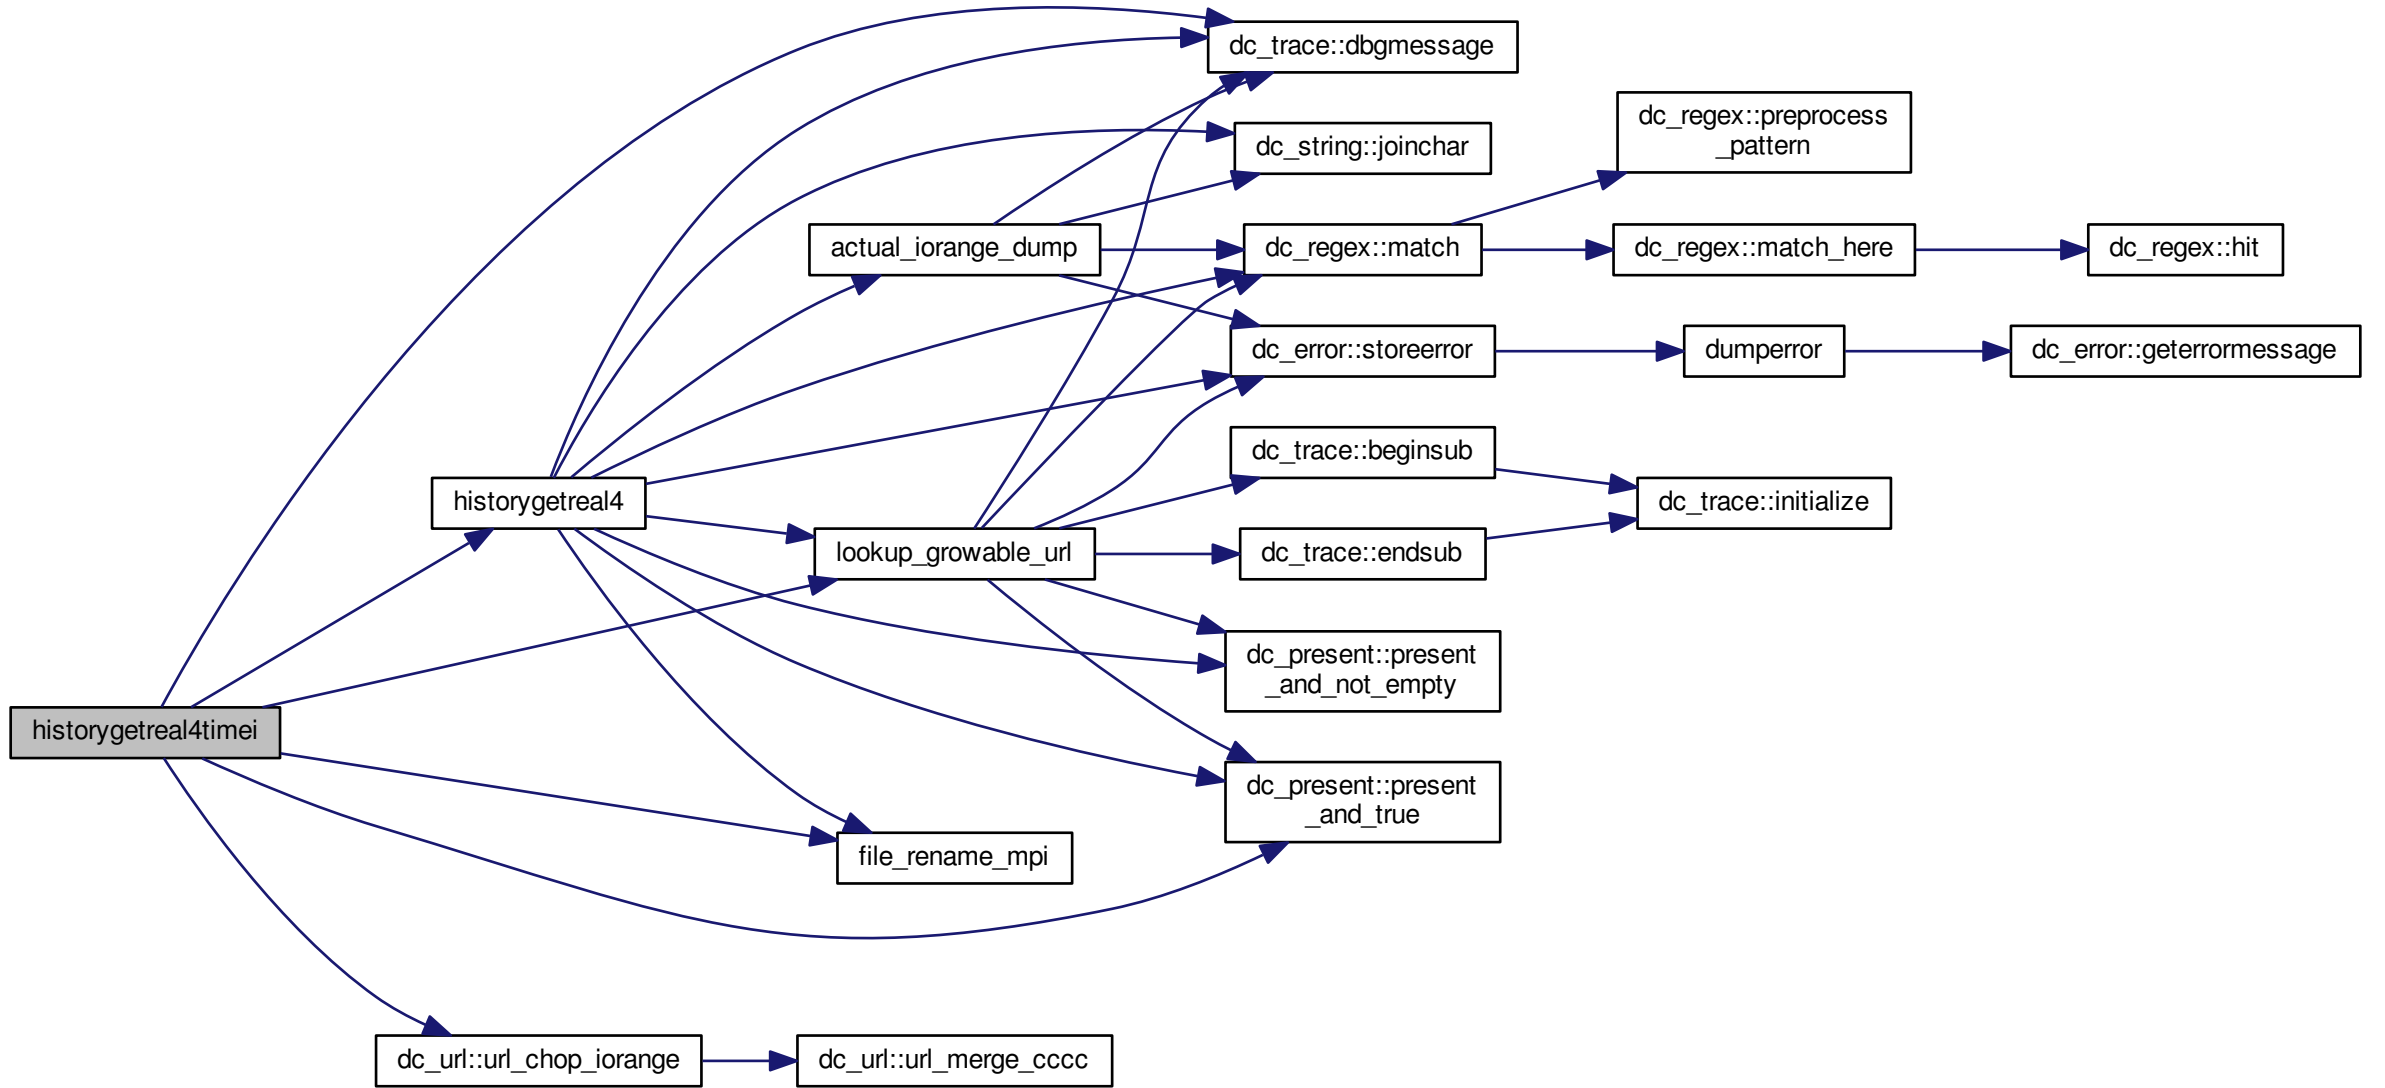 dc_trace::dbgmessage
dc_regex::preprocess
_pattern
dc_string::joinchar
actual_iorange_dump
dc_regex::match
dc_regex::match_here
dc_regex::hit
dc_error::storeerror
dumperror
dc_error::geterrormessage
dc_trace::beginsub
historygetreal4
dc_trace::initialize
lookup_growable_url
dc_trace::endsub
dc_present::present
_and_not_empty
historygetreal4timei
dc_present::present
_and_true
file_rename_mpi
dc_url::url_chop_iorange
dc_url::url_merge_cccc